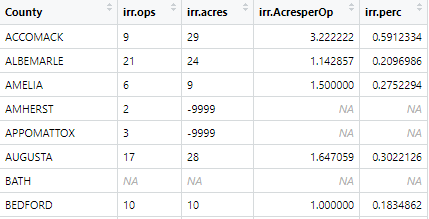 County irr.ops irr.acres irr.AcresperOp irr.perc
ACCOMACK 9 29 3.222222 0.5912334
ALBEMARLE 21 24 1.142857 0.2096986
AMELIA 6 9 1.500000 0.2752294
AMHERST 2 -9999 NA NA
APPOMATTOX 3 -9999 NA NA
AUGUSTA 17 28 1.647059 0.3022126
BATH NA NA NA NA
BEDFORD 10 10 1.000000 0.1834862